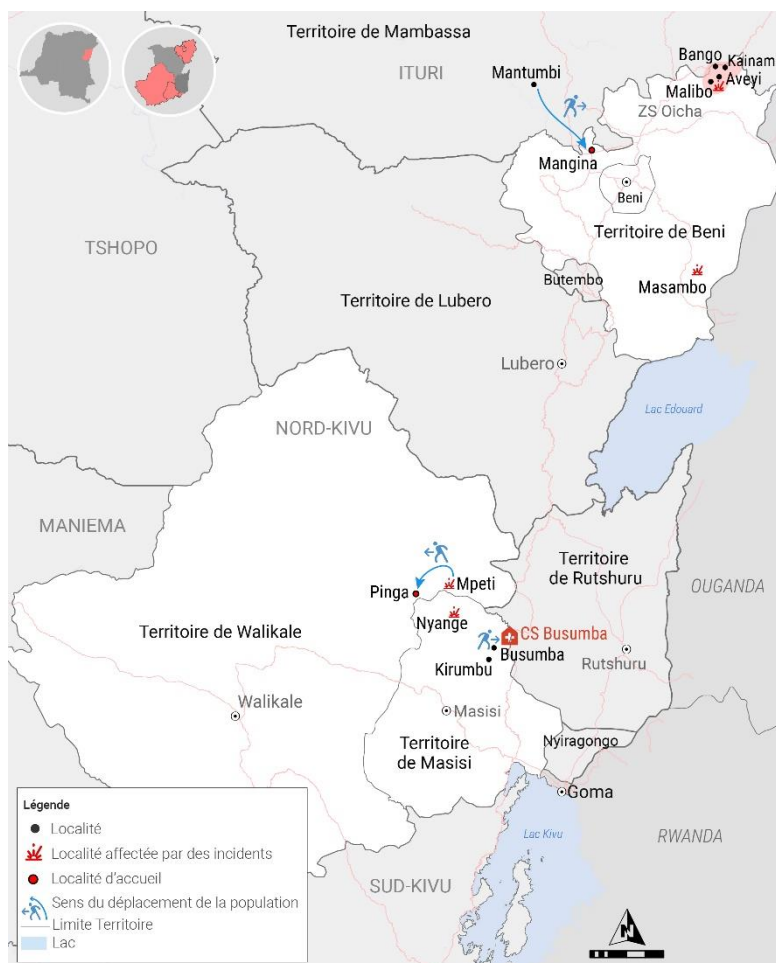 Territoire de Mambassa
ITURI
Mantumbi
Bango
Kainam
Aveyi
Malibo
ZS Oicha
Mangina
Beni
Territoire de Beni
TSHOPO
Butembo
Masambo
Territoire de Lubero
Lubero
Lac Edouard
NORD-KIVU
MANIEMA
Territoire
de Rutshuru
OUGANDA
Pinga
Mpeti
Nyange
CS Busumba
Territoire de Walikale
Busumba
Kirumbu
Rutshuru
Walikale
Masisi
Territoire
de Masisi
Nyiragongo
Goma
Légende
Localité
Localité affectée par des incidents
Localité d'accueil
Sens du déplacement de la population
Limite Territoire
Lac
Lac Kivu
RWANDA
SUD-KIVU
N